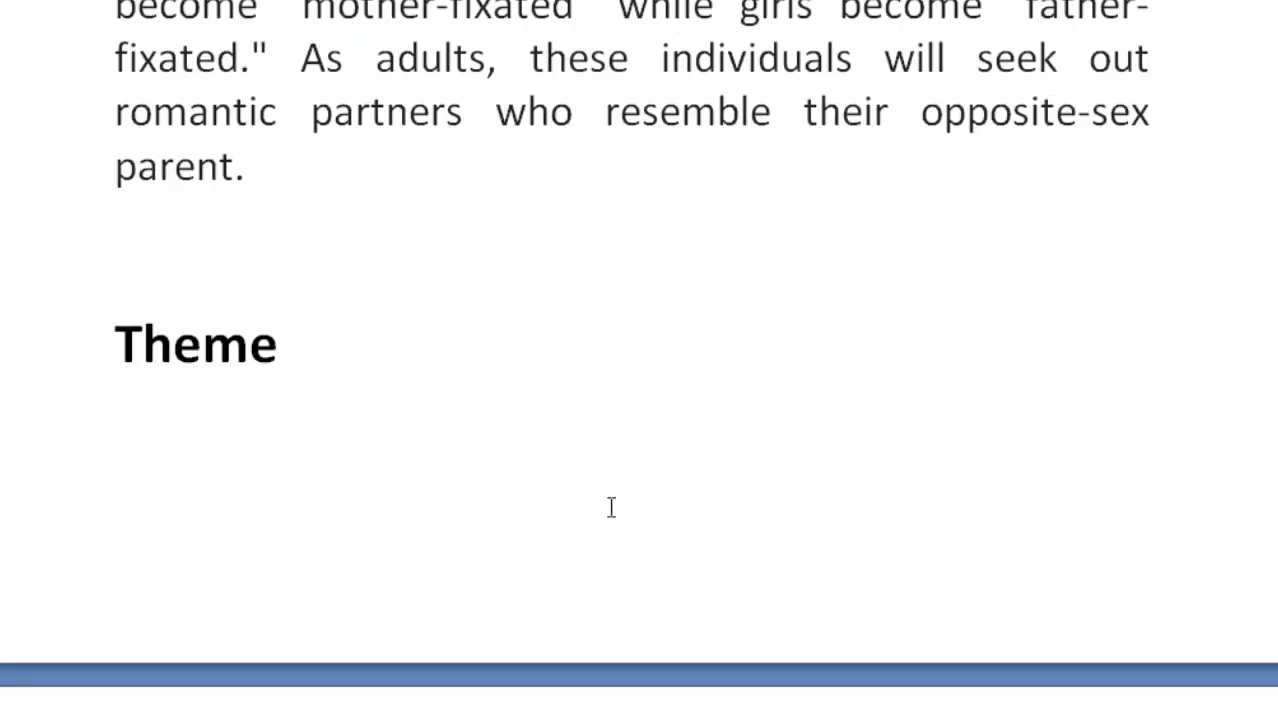 become "mother-fixated" while girls become "father-
fixated." As adults, these individuals will seek out
romantic partners who resemble their opposite-sex
parent.
Theme